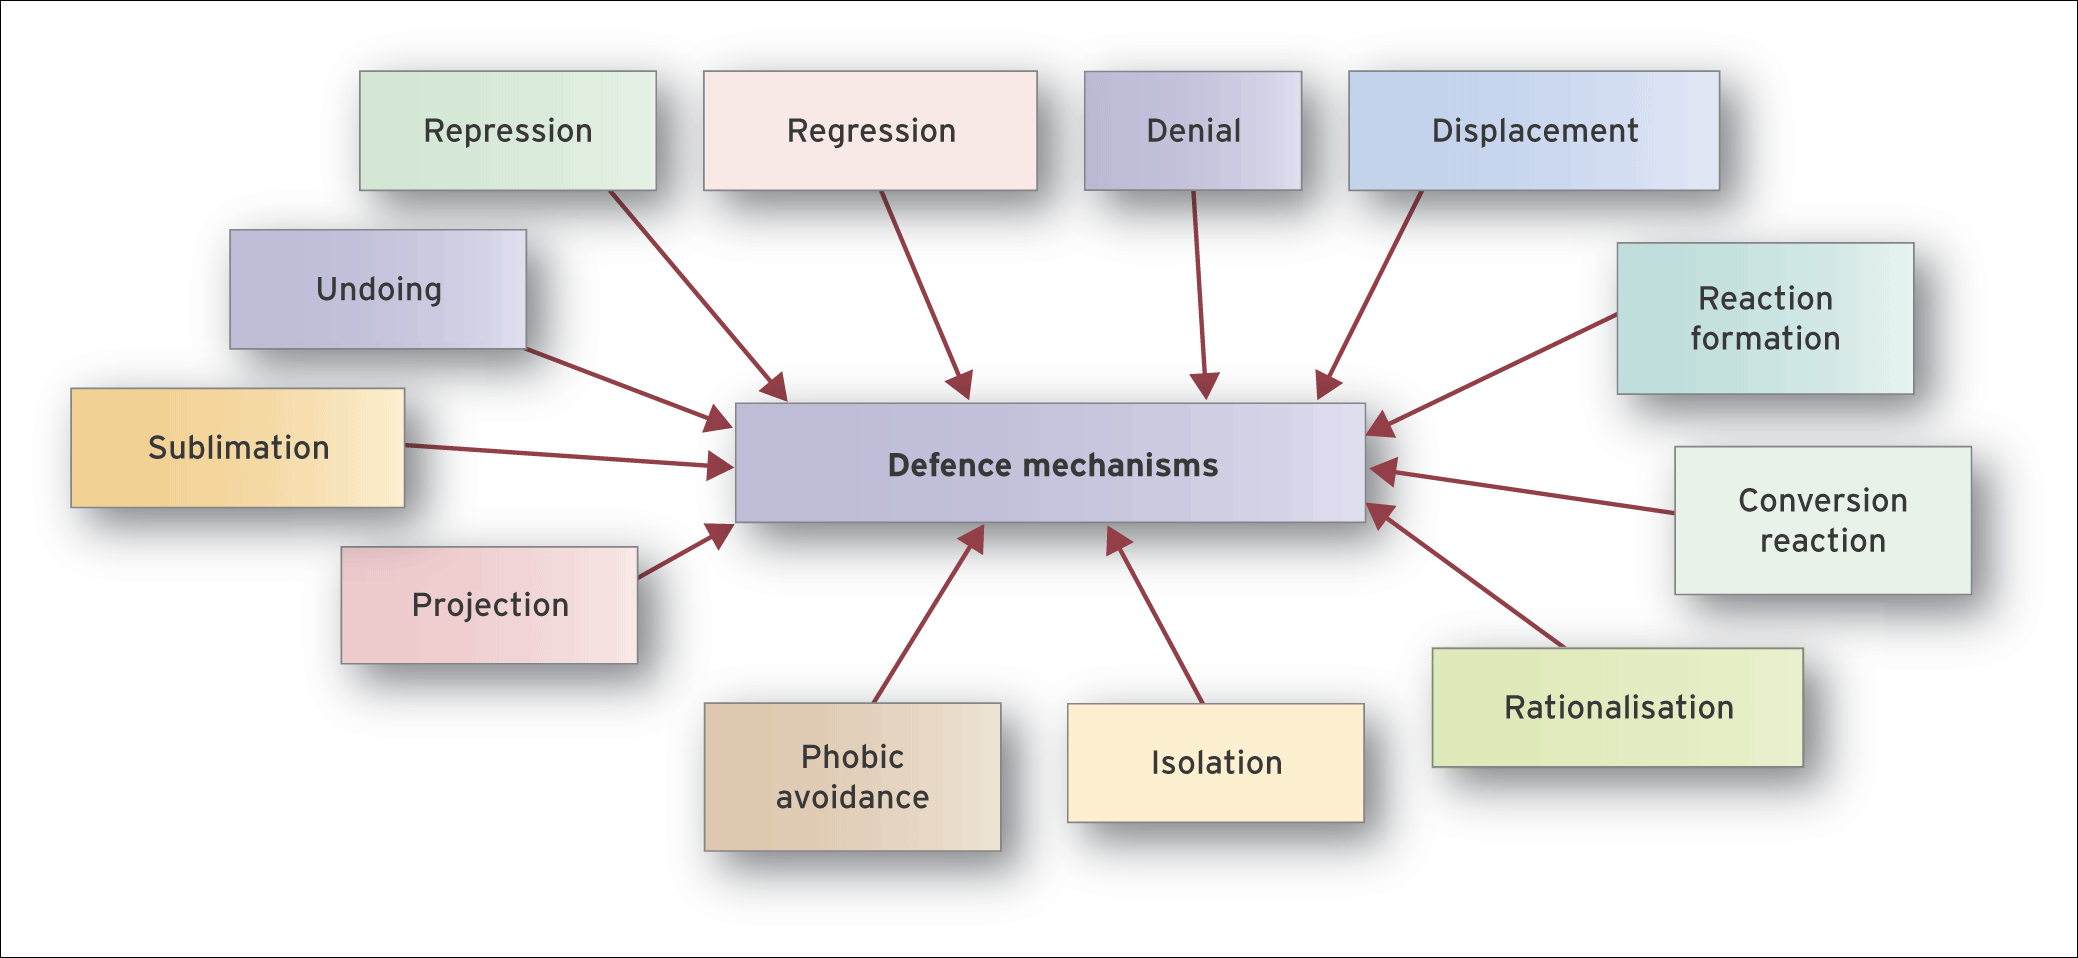 Repression
Regression
Denial
Displacement
Undoing
Reaction
formation
Sublimation
Defence mechanisms
Conversion
reaction
Projection
Rationalisation
Phobic
avoidance
Isolation